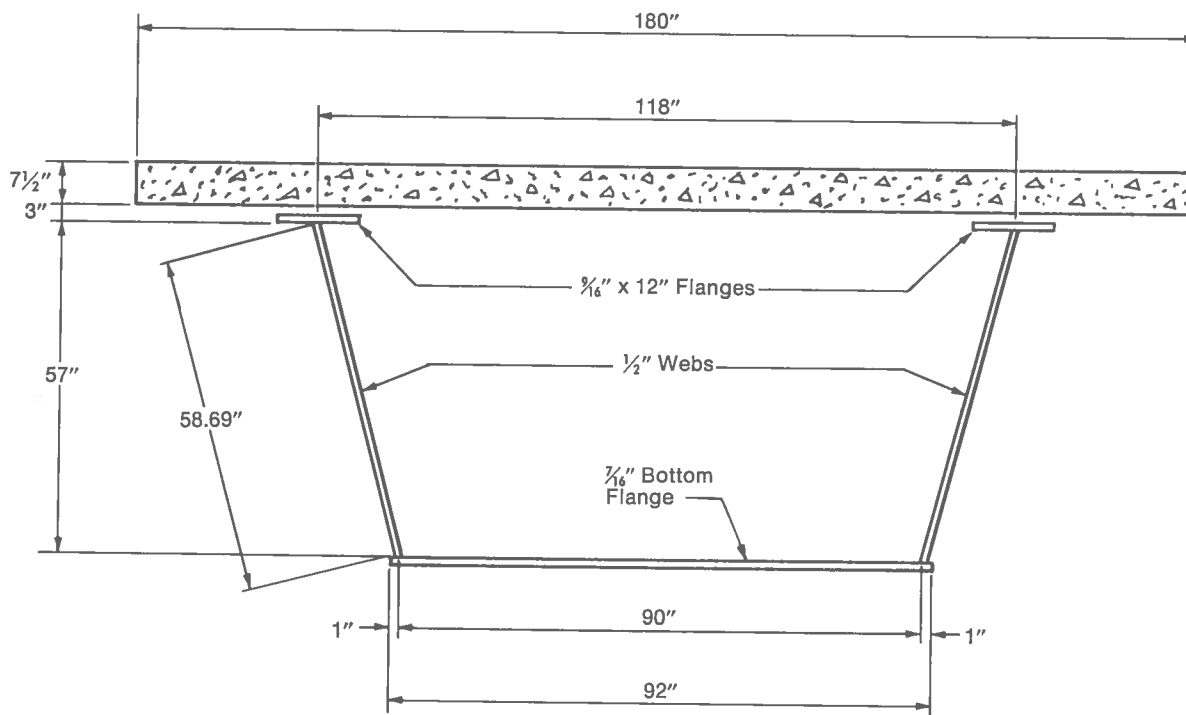 180″
118″
7½″
3″
9⁄16″ x 12″ Flanges
½″ Webs
57″
58.69″
7⁄16″ Bottom
Flange
1″
90″
1″
92″